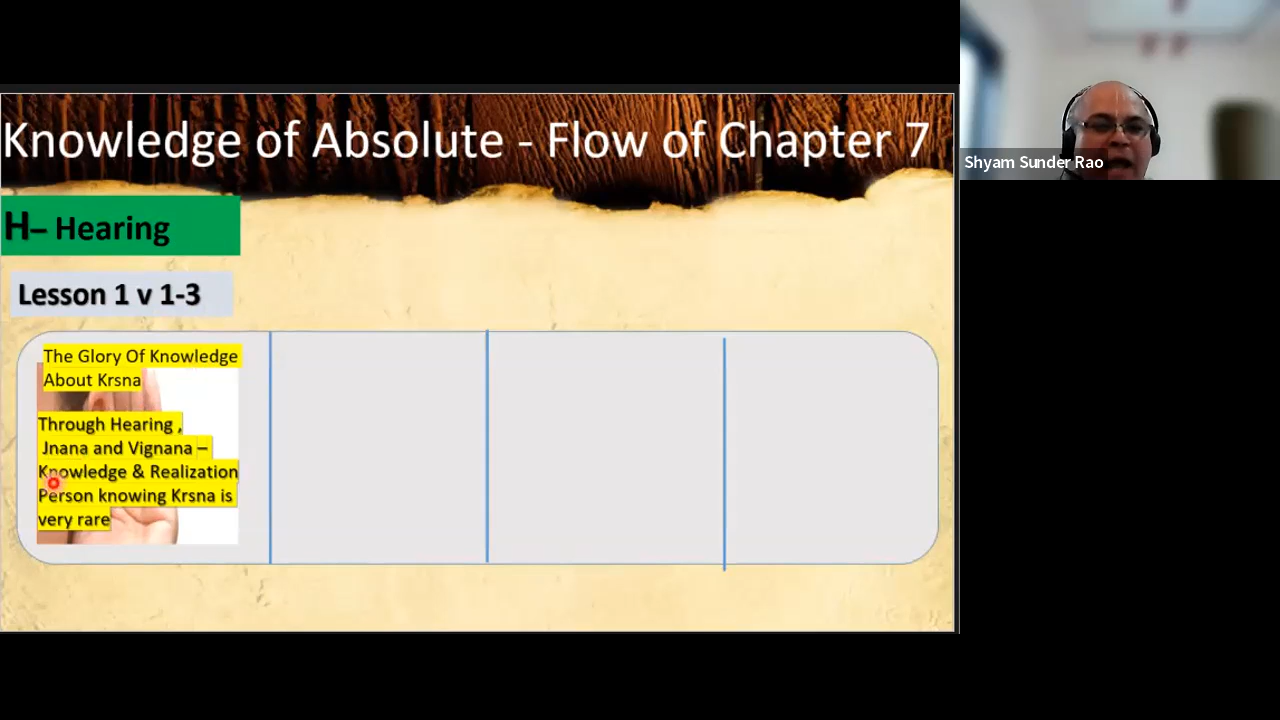 Knowledge of Absolute - Flow of Chapter 7
Shyam Sunder Rao
H– Hearing
Lesson 1 v 1-3
The Glory Of Knowledge
About Krsna
Through Hearing ,
Jnana and Vignana –
Knowledge & Realization
Person knowing Krsna is
very rare